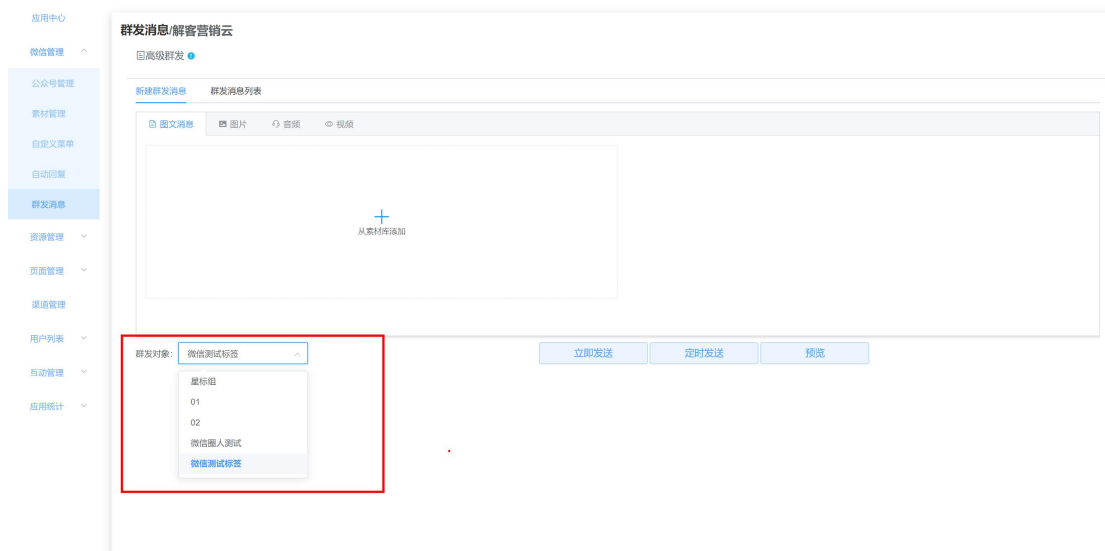 应用中心
微信管理
公众号管理
素材管理
自定义菜单
自动回复
群发消息
资源管理
页面管理
渠道管理
用户列表
互动管理
应用统计
群发消息/解客营销云
高级群发
新建群发消息 群发消息列表
图文消息 图片 音频 视频
从素材库添加
群发对象: 微信测试标签
立即发送 定时发送 预览
星标组
01
02
微信圈人测试
微信测试标签